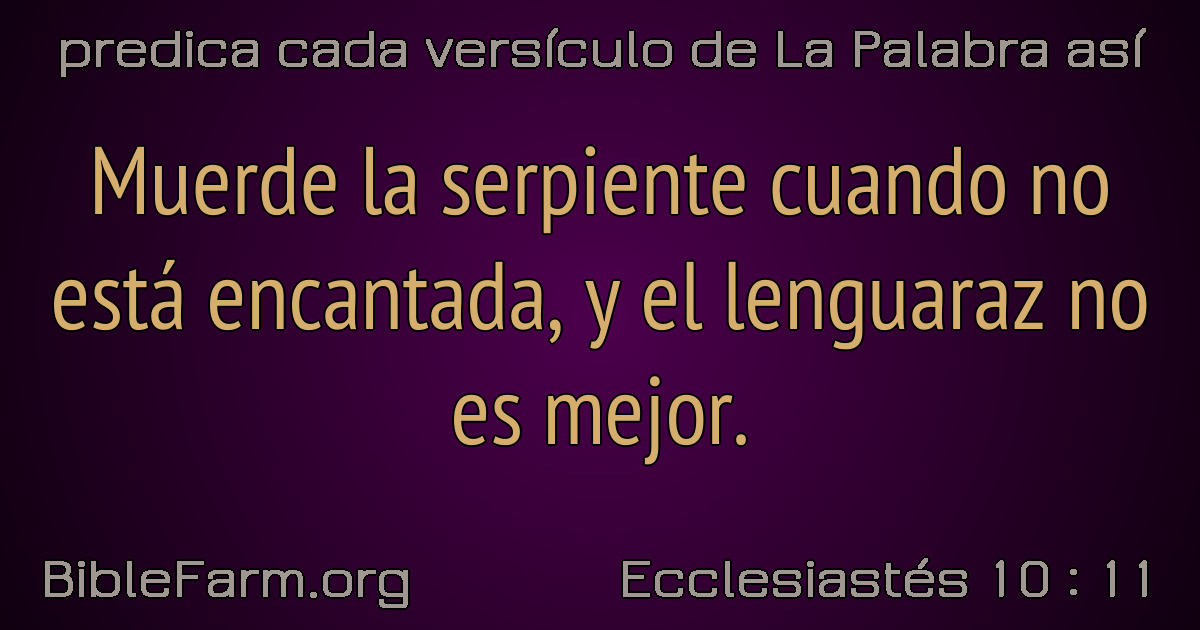 predica cada versículo de La Palabra así
Muerde la serpiente cuando no
está encantada, y el lenguaraz no
es mejor.
BibleFarm.org
Ecclesiastés 10 : 11